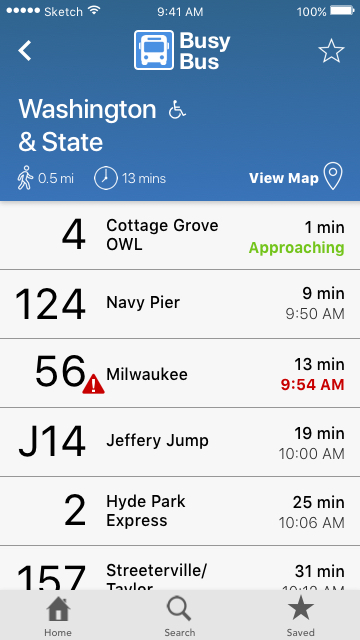 Sketch 9:41 AM 100%
Busy
Bus
Washington
& State
0.5 mi 13 mins View Map
4 Cottage Grove OWL 1 min
Approaching
124 Navy Pier 9 min
9:50 AM
56 Milwaukee 13 min
9:54 AM
J14 Jeffery Jump 19 min
10:00 AM
2 Hyde Park Express 25 min
10:06 AM
157 Streeterville/ Taylor 31 min
10:12 AM
Home Search Saved